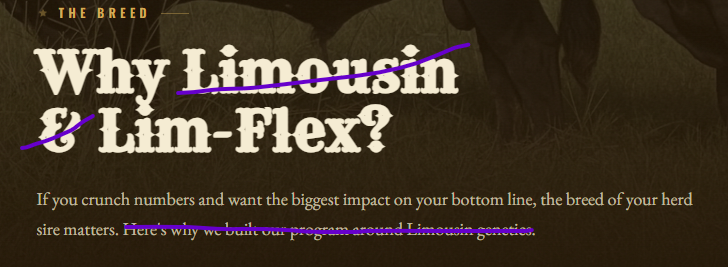 ★ THE BREED
Why Limousin
& Lim-Flex?
If you crunch numbers and want the biggest impact on your bottom line, the breed of your herd
sire matters. Here's why we built our program around Limousin genetics.